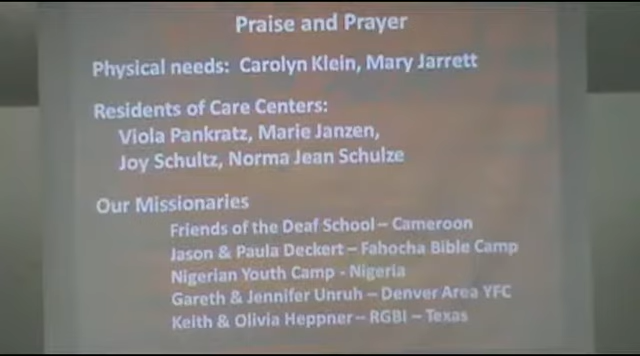 Praise and Prayer
Physical needs: Carolyn Klein, Mary Jarrett
Residents of Care Centers:
Viola Pankratz, Marie Janzen,
Joy Schultz, Norma Jean Schulze
Our Missionaries
Friends of the Deaf School – Cameroon
Jason & Paula Deckert – Fahocha Bible Camp
Nigerian Youth Camp - Nigeria
Gareth & Jennifer Unruh – Denver Area YFC
Keith & Olivia Heppner – RGBI – Texas